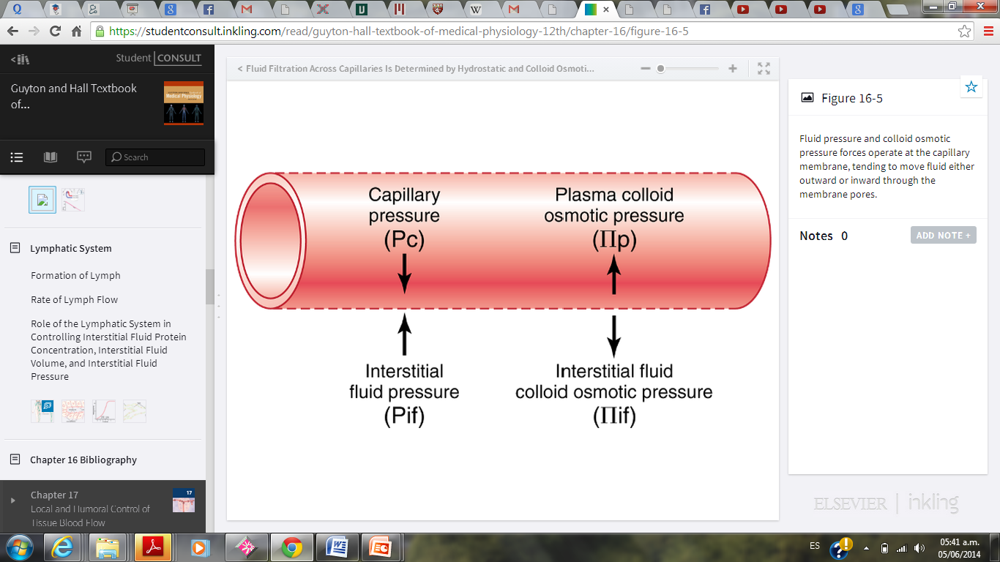 https://studentconsult.inkling.com/read/guyton-hall-textbook-of-medical-physiology-12th/chapter-16/figure-16-5
Student CONSULT
Guyton and Hall Textbook
of...
Medical Physiology
Search
Lymphatic System
Formation of Lymph
Rate of Lymph Flow
Role of the Lymphatic System in
Controlling Interstitial Fluid Protein
Concentration, Interstitial Fluid
Volume, and Interstitial Fluid
Pressure
Chapter 16 Bibliography
Chapter 17
Local and Humoral Control of
Tissue Blood Flow
17
< Fluid Filtration Across Capillaries Is Determined by Hydrostatic and Colloid Osmoti...
Capillary
pressure
(Pc)
Plasma colloid
osmotic pressure
(Πp)
Interstitial
fluid pressure
(Pif)
Interstitial fluid
colloid osmotic pressure
(Πif)
Figure 16-5
Fluid pressure and colloid osmotic
pressure forces operate at the capillary
membrane, tending to move fluid either
outward or inward through the
membrane pores.
Notes 0
ADD NOTE +
ELSEVIER | inkling
ES
05:41 a.m.
05/06/2014